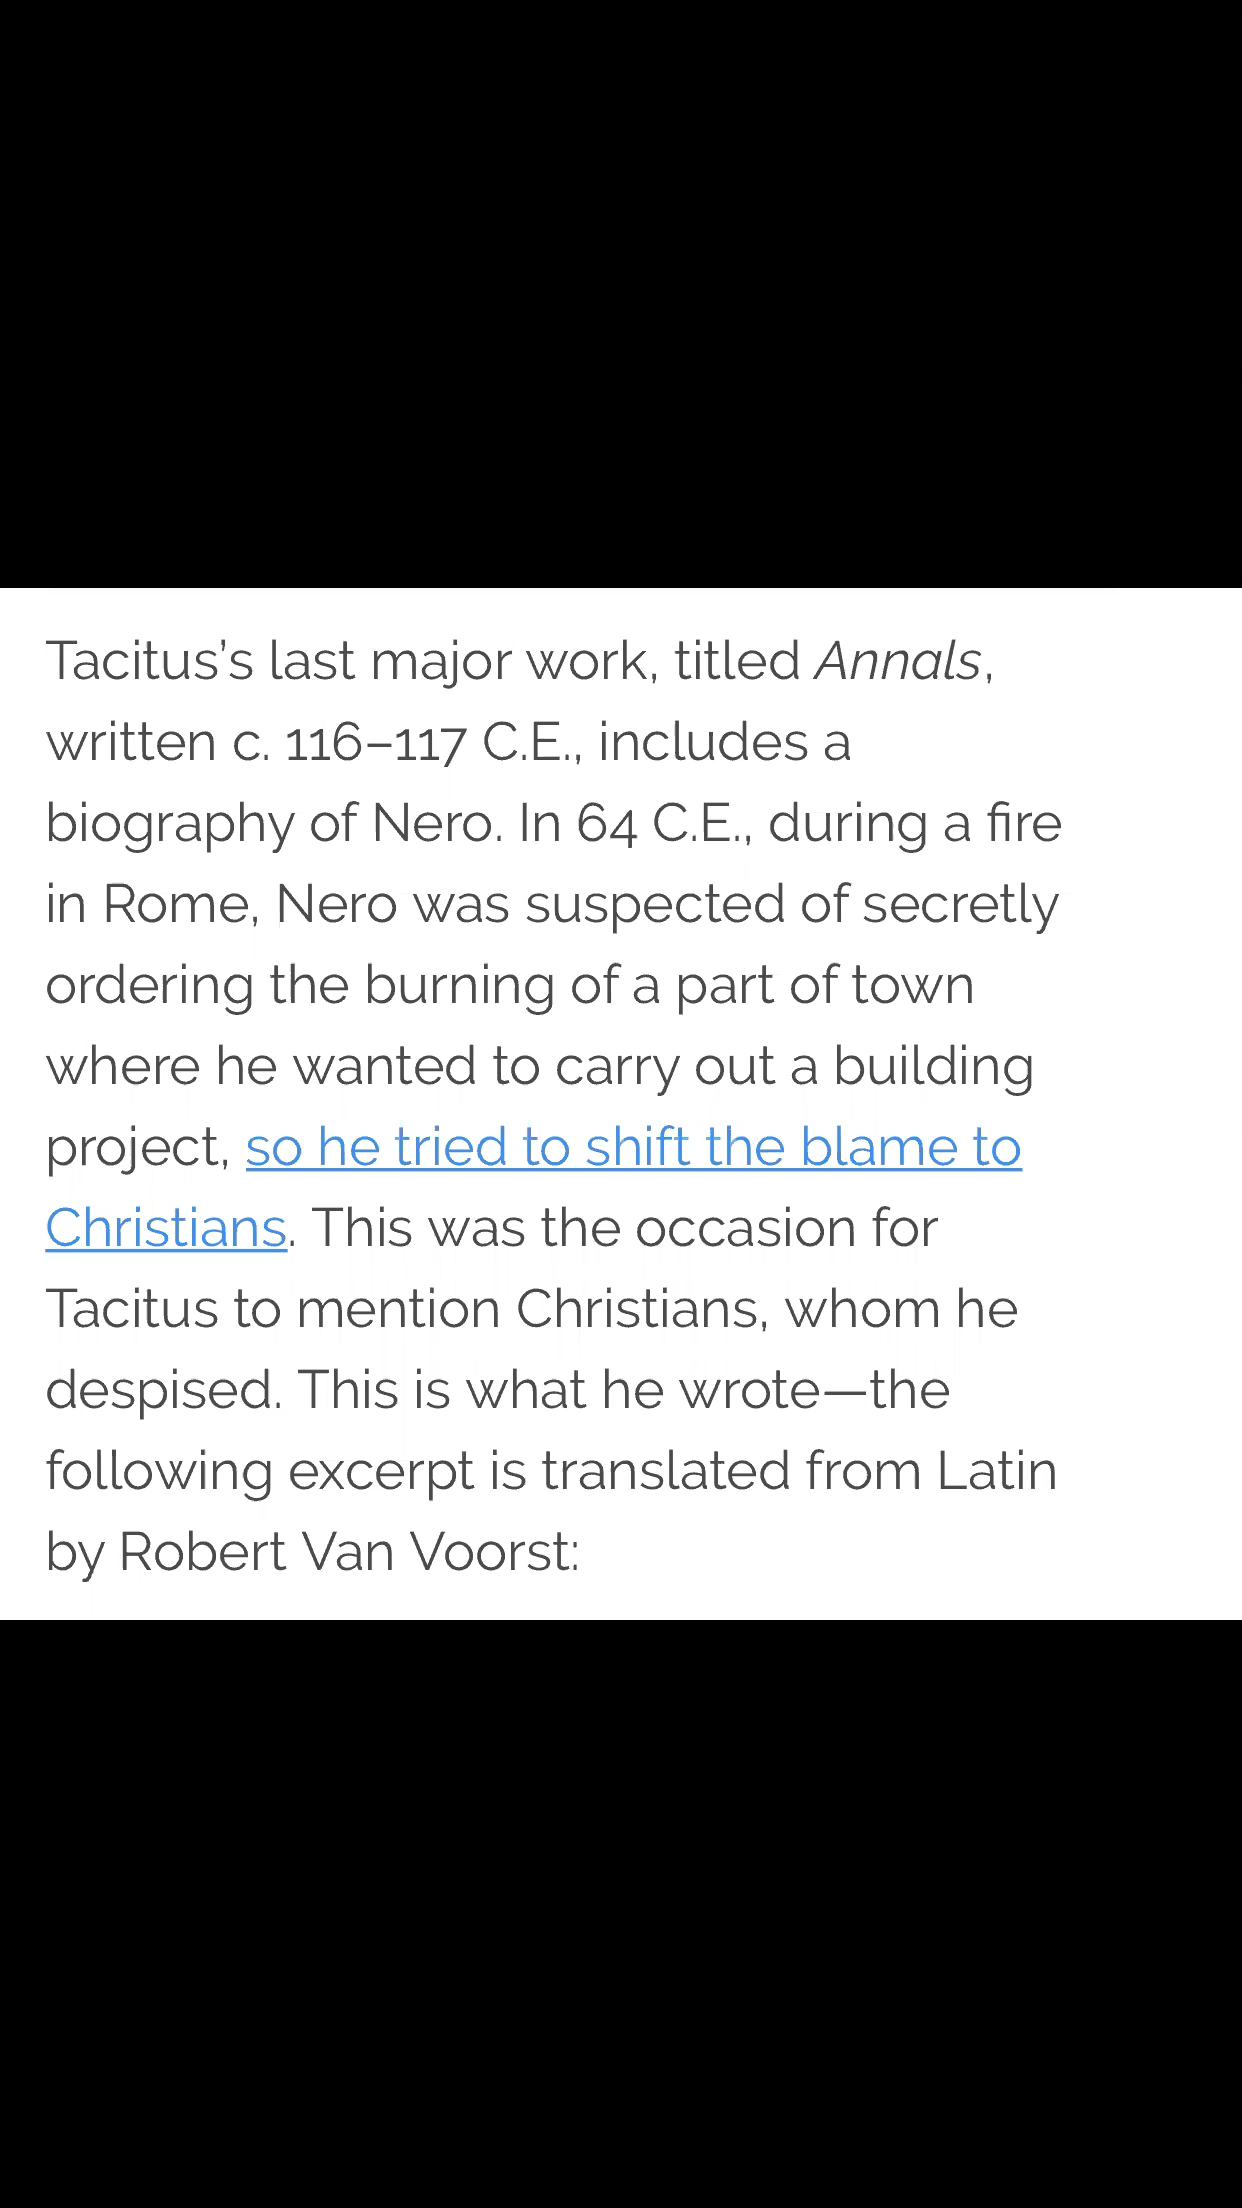 Tacitus’s last major work, titled Annals,
written c. 116–117 C.E., includes a
biography of Nero. In 64 C.E., during a fire
in Rome, Nero was suspected of secretly
ordering the burning of a part of town
where he wanted to carry out a building
project, so he tried to shift the blame to
Christians. This was the occasion for
Tacitus to mention Christians, whom he
despised. This is what he wrote—the
following excerpt is translated from Latin
by Robert Van Voorst: